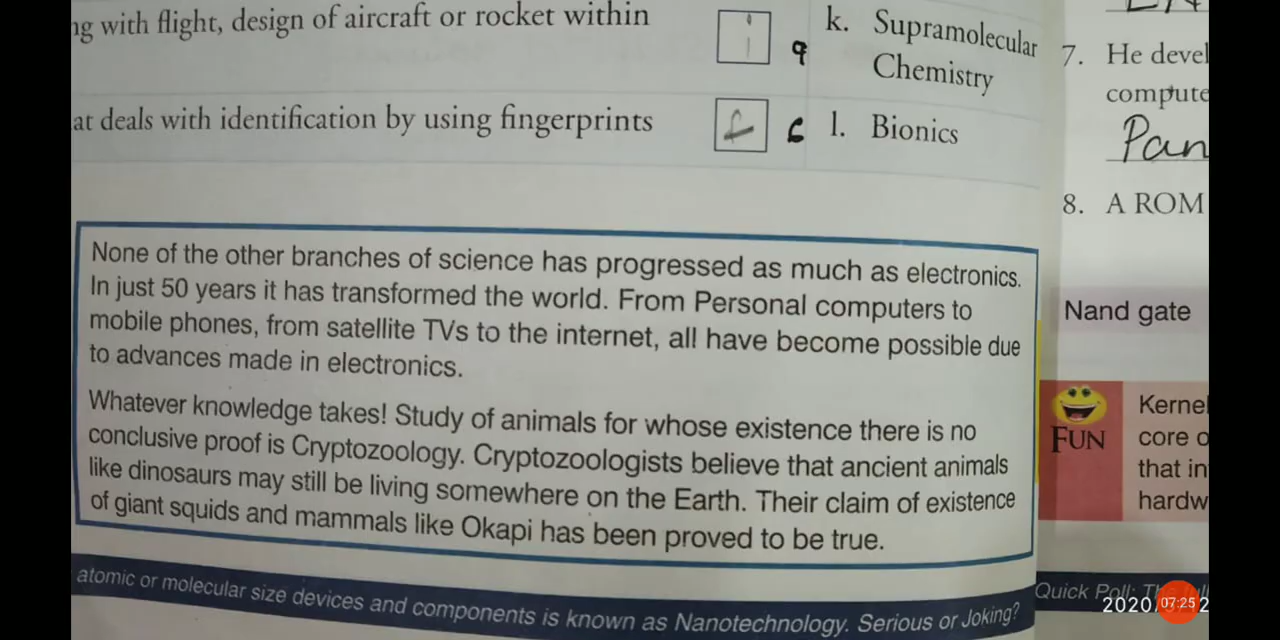 ng with flight, design of aircraft or rocket within
k. Supramolecular
Chemistry
at deals with identification by using fingerprints
l. Bionics
None of the other branches of science has progressed as much as electronics.
In just 50 years it has transformed the world. From Personal computers to
mobile phones, from satellite TVs to the internet, all have become possible due
to advances made in electronics.
Whatever knowledge takes! Study of animals for whose existence there is no
conclusive proof is Cryptozoology. Cryptozoologists believe that ancient animals
like dinosaurs may still be living somewhere on the Earth. Their claim of existence
of giant squids and mammals like Okapi has been proved to be true.
atomic or molecular size devices and components is known as Nanotechnology. Serious or Joking?
7. He devel
compute
Pan
8. A ROM
Nand gate
FUN
Kernel
core o
that in
hardw
Quick Poll:
2020
07:25